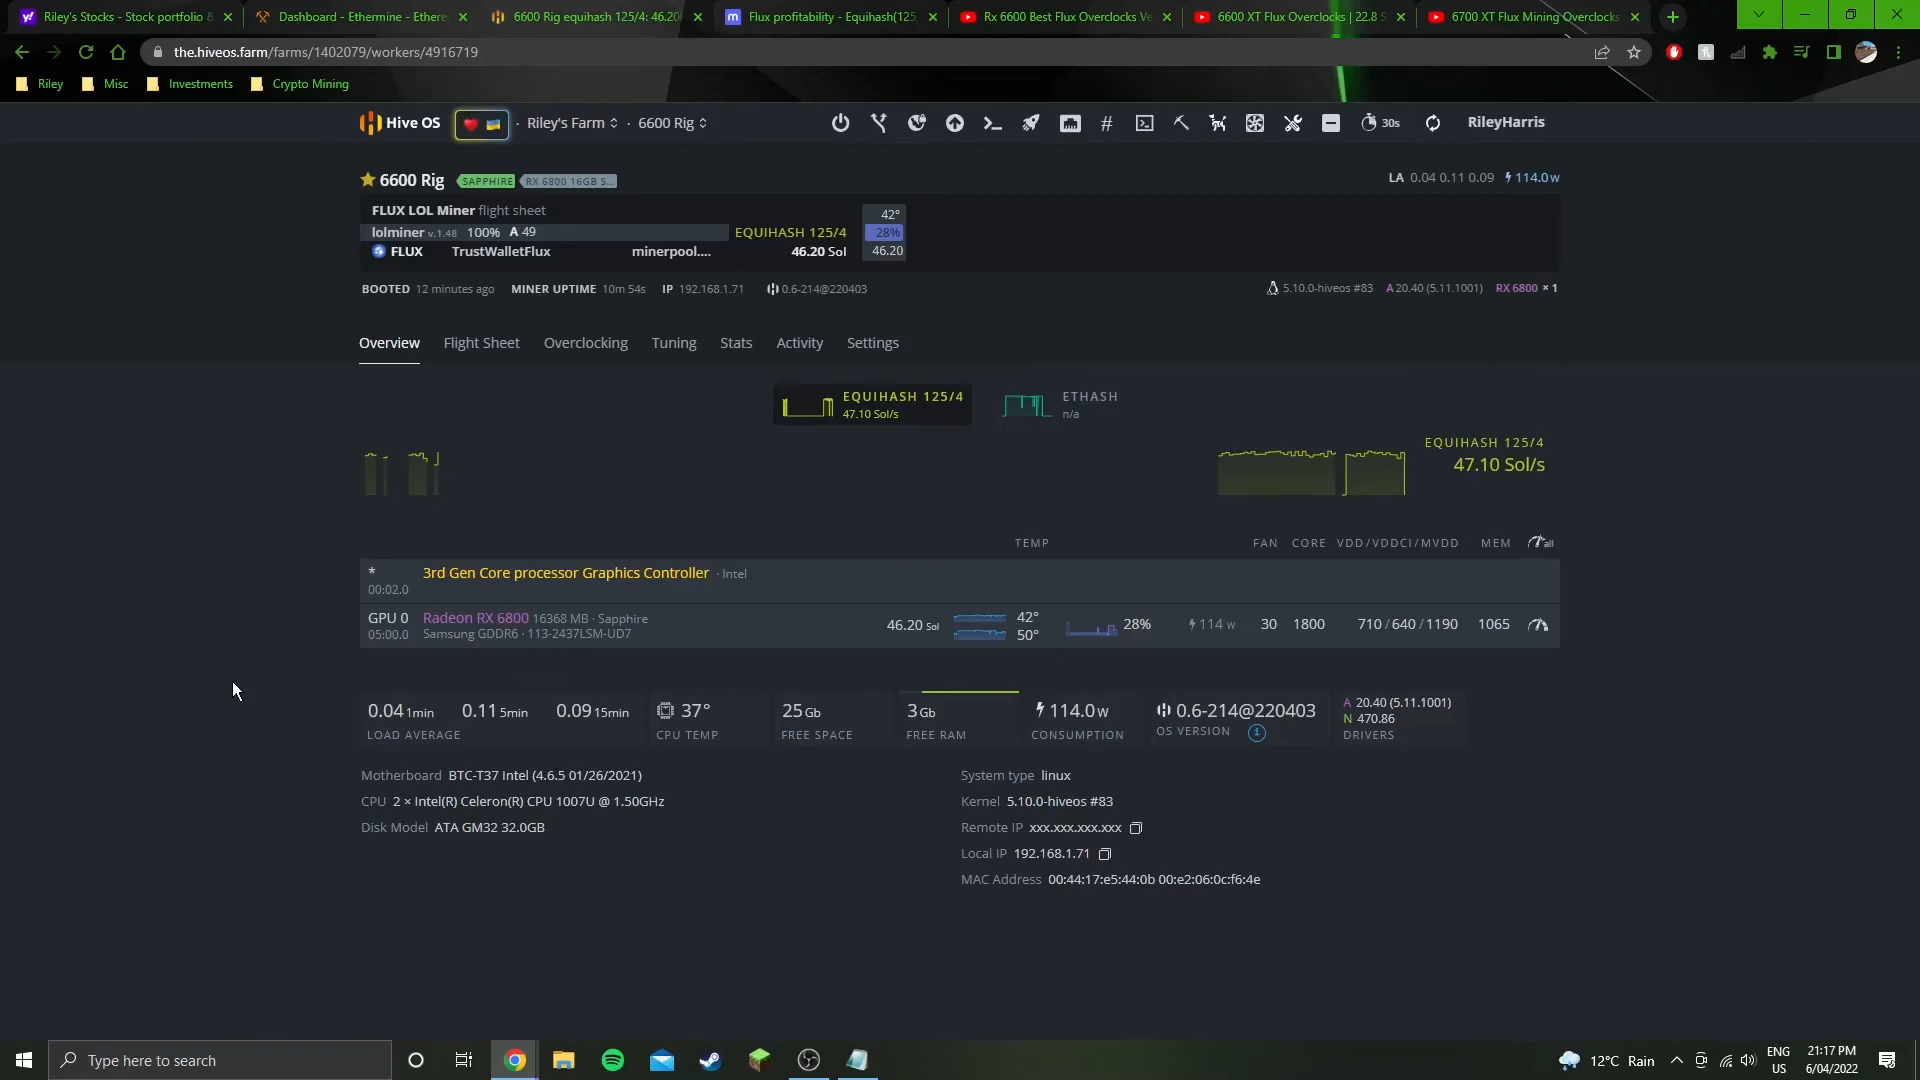 Riley's Stocks - Stock portfolio &
Dashboard - Ethermine - Ethere
6600 Rig equihash 125/4: 46.20
Flux profitability - Equihash(125,
Rx 6600 Best Flux Overclocks Ve
6600 XT Flux Overclocks | 22.8 S
6700 XT Flux Mining Overclocks
the.hiveos.farm/farms/1402079/workers/4916719
Riley
Misc
Investments
Crypto Mining
Hive OS
· Riley's Farm · 6600 Rig
30s
RileyHarris
6600 Rig
SAPPHIRE
RX 6800 16GB S...
LA 0.04 0.11 0.09 114.0 W
FLUX LOL Miner flight sheet
42°
lolminer v.1.48 100% A 49
EQUIHASH 125/4
28%
FLUX TrustWalletFlux minerpool.... 46.20 Sol
46.20
BOOTED 12 minutes ago MINER UPTIME 10m 54s IP 192.168.1.71 0.6-214@220403
5.10.0-hiveos #83 A 20.40 (5.11.1001) RX 6800 × 1
Overview Flight Sheet Overclocking Tuning Stats Activity Settings
EQUIHASH 125/4
47.10 Sol/s
ETHASH
n/a
EQUIHASH 125/4
47.10 Sol/s
TEMP FAN CORE VDD/VDDCI/MVDD MEM all
* 3rd Gen Core processor Graphics Controller · Intel
00:02.0
GPU 0 Radeon RX 6800 16368 MB · Sapphire
05:00.0 Samsung GDDR6 · 113-2437LSM-UD7
46.20 Sol
42°
50°
28%
114 W
30 1800 710 / 640 / 1190 1065
0.04 1min 0.11 5min 0.09 15min
LOAD AVERAGE
37°
CPU TEMP
25 Gb
FREE SPACE
3 Gb
FREE RAM
114.0 W
CONSUMPTION
0.6-214@220403
OS VERSION
A 20.40 (5.11.1001)
N 470.86
DRIVERS
Motherboard BTC-T37 Intel (4.6.5 01/26/2021)
CPU 2 × Intel(R) Celeron(R) CPU 1007U @ 1.50GHz
Disk Model ATA GM32 32.0GB
System type linux
Kernel 5.10.0-hiveos #83
Remote IP xxx.xxx.xxx.xxx
Local IP 192.168.1.71
MAC Address 00:44:17:e5:44:0b 00:e2:06:0c:f6:4e
Type here to search
12°C Rain
ENG
US
21:17 PM
6/04/2022